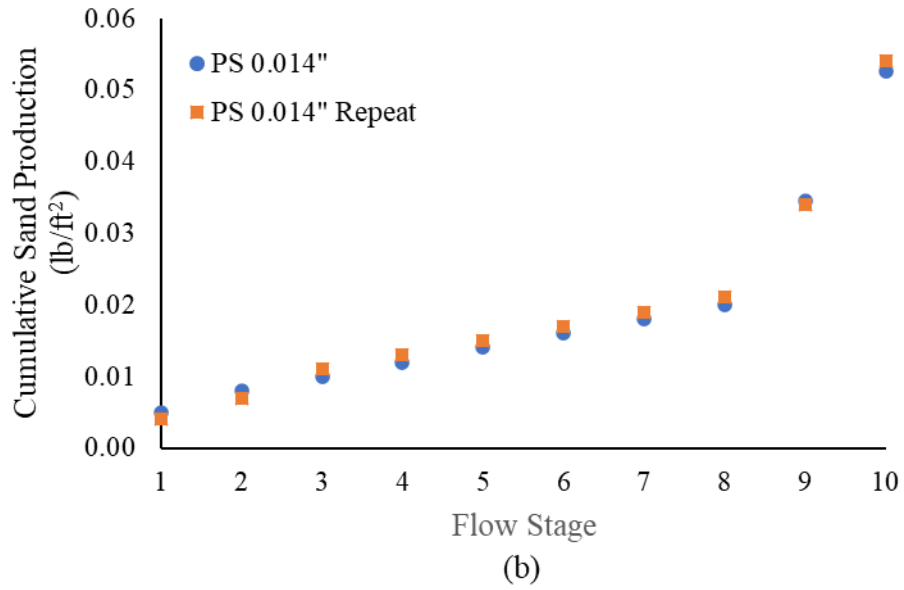 Cumulative Sand Production
(lb/ft²)
0.06
0.05
0.04
0.03
0.02
0.01
0.00
PS 0.014"
PS 0.014" Repeat
1 2 3 4 5 6 7 8 9 10
Flow Stage
(b)